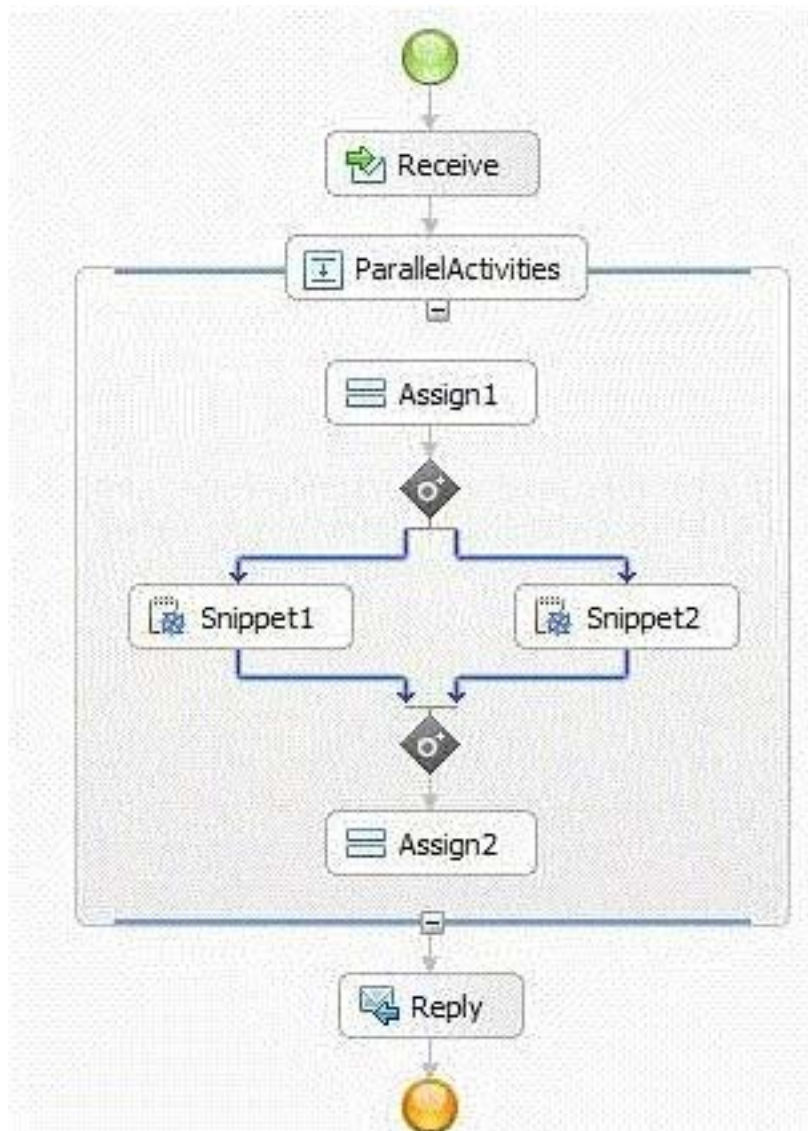 Receive
ParallelActivities
Assign1
Snippet1
Snippet2
Assign2
Reply